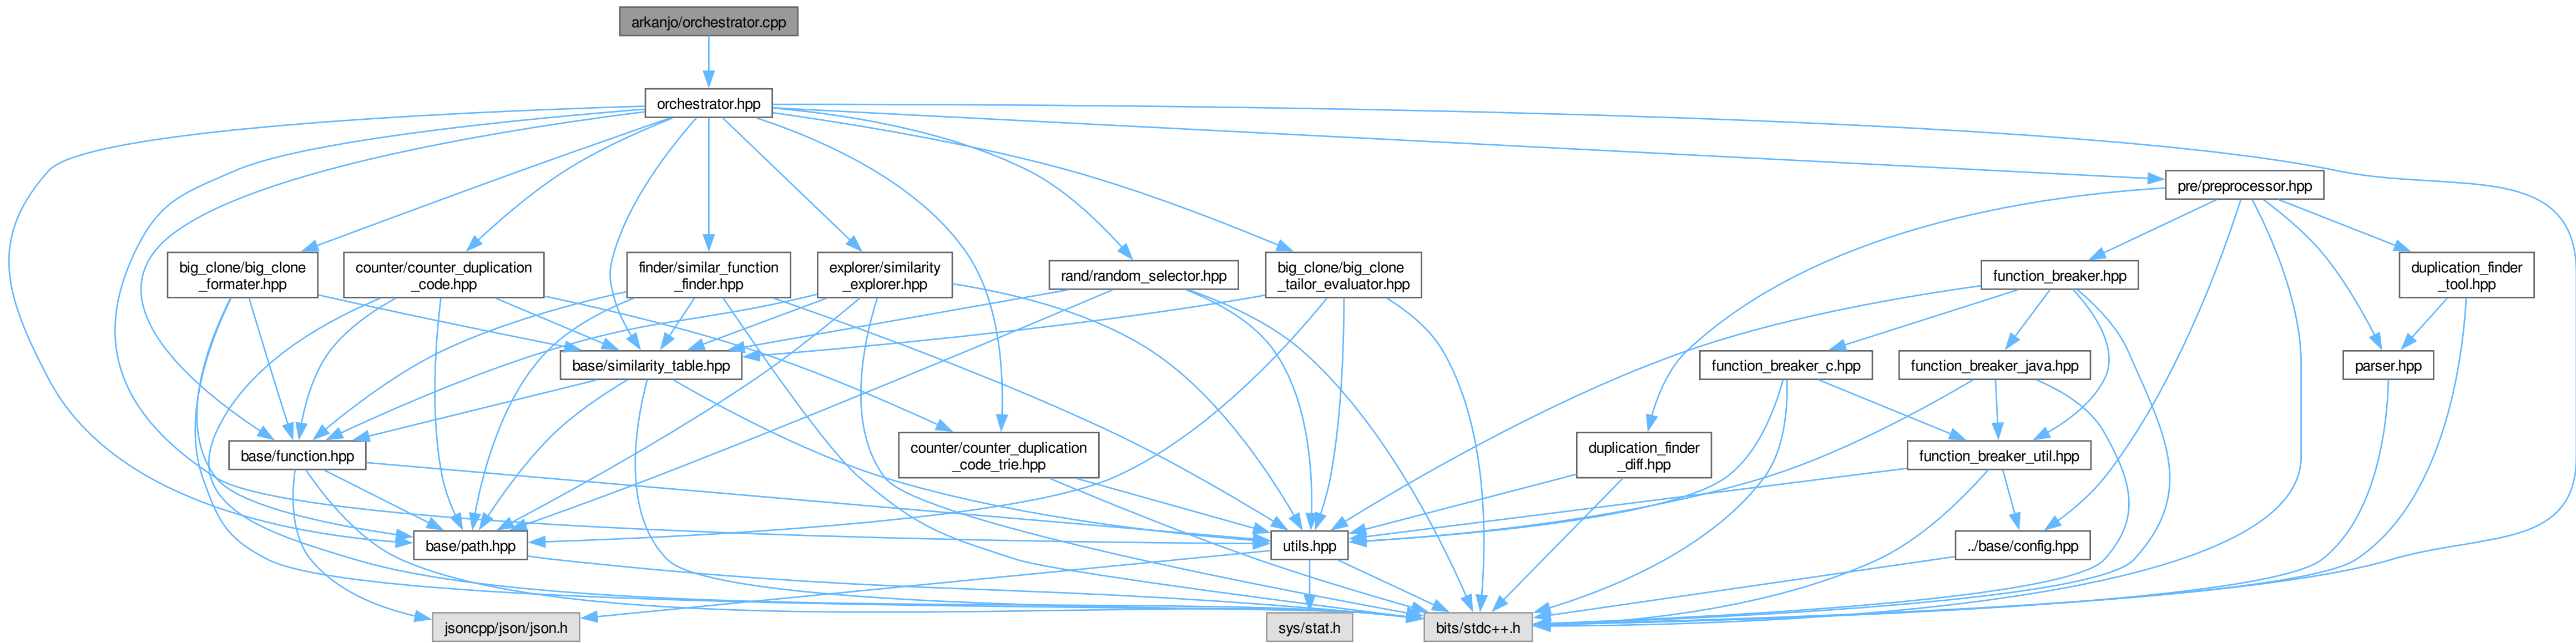 arkanjo/orchestrator.cpp
orchestrator.hpp
pre/preprocessor.hpp
big_clone/big_clone
_formater.hpp
counter/counter_duplication
_code.hpp
finder/similar_function
_finder.hpp
explorer/similarity
_explorer.hpp
rand/random_selector.hpp
big_clone/big_clone
_tailor_evaluator.hpp
function_breaker.hpp
duplication_finder
_tool.hpp
base/similarity_table.hpp
function_breaker_c.hpp
function_breaker_java.hpp
parser.hpp
base/function.hpp
counter/counter_duplication
_code_trie.hpp
duplication_finder
_diff.hpp
function_breaker_util.hpp
base/path.hpp
utils.hpp
../base/config.hpp
jsoncpp/json/json.h
sys/stat.h
bits/stdc++.h